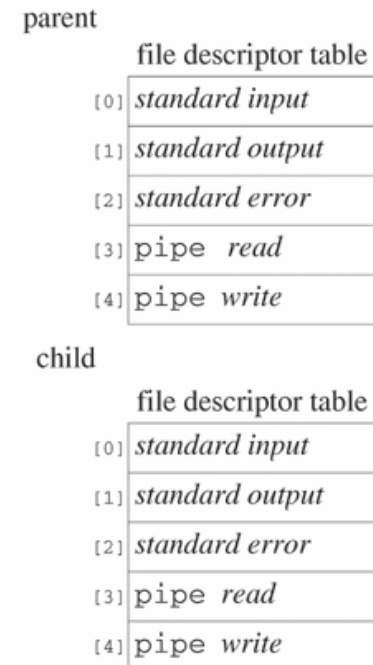 parent
file descriptor table
[0] standard input
[1] standard output
[2] standard error
[3] pipe read
[4] pipe write
child
file descriptor table
[0] standard input
[1] standard output
[2] standard error
[3] pipe read
[4] pipe write